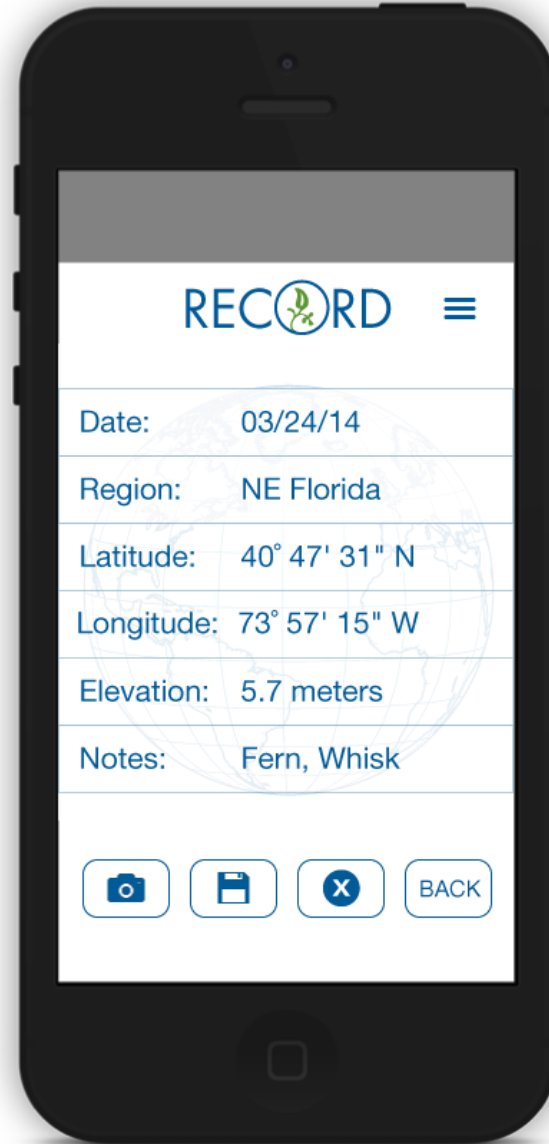 RECORD
Date: 03/24/14
Region: NE Florida
Latitude: 40° 47' 31" N
Longitude: 73° 57' 15" W
Elevation: 5.7 meters
Notes: Fern, Whisk
X BACK